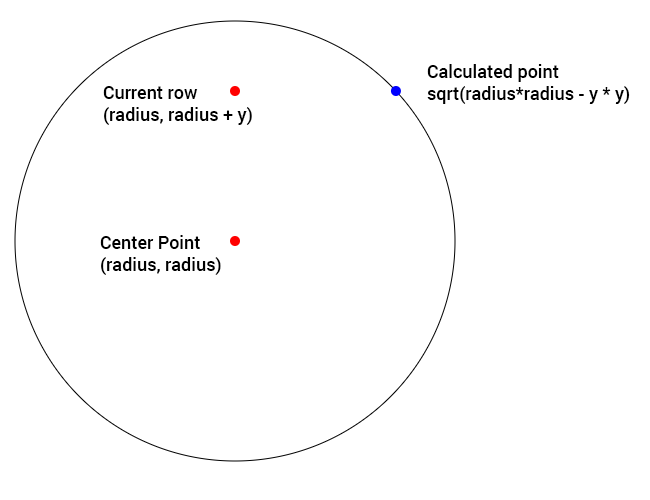 Current row
(radius, radius + y)
Calculated point
sqrt(radius*radius - y * y)
Center Point
(radius, radius)